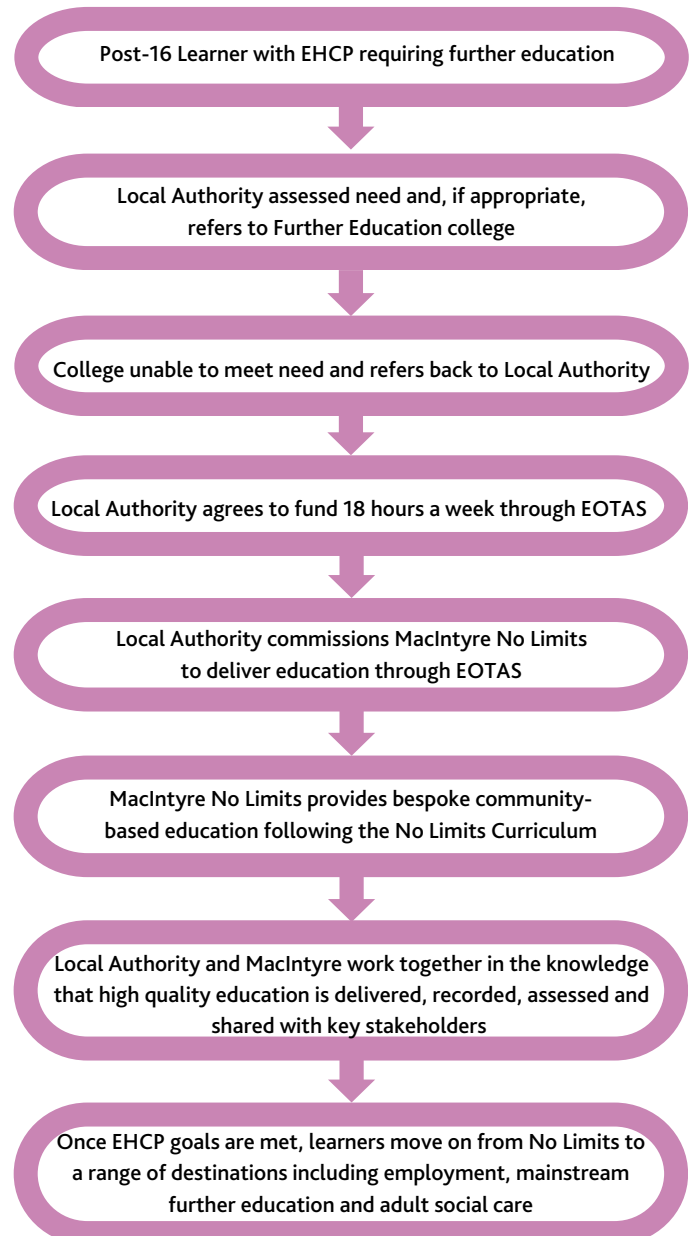 Post-16 Learner with EHCP requiring further education
Local Authority assessed need and, if appropriate,
refers to Further Education college
College unable to meet need and refers back to Local Authority
Local Authority agrees to fund 18 hours a week through EOTAS
Local Authority commissions MacIntyre No Limits
to deliver education through EOTAS
MacIntyre No Limits provides bespoke community-
based education following the No Limits Curriculum
Local Authority and MacIntyre work together in the knowledge
that high quality education is delivered, recorded, assessed and
shared with key stakeholders
Once EHCP goals are met, learners move on from No Limits to
a range of destinations including employment, mainstream
further education and adult social care